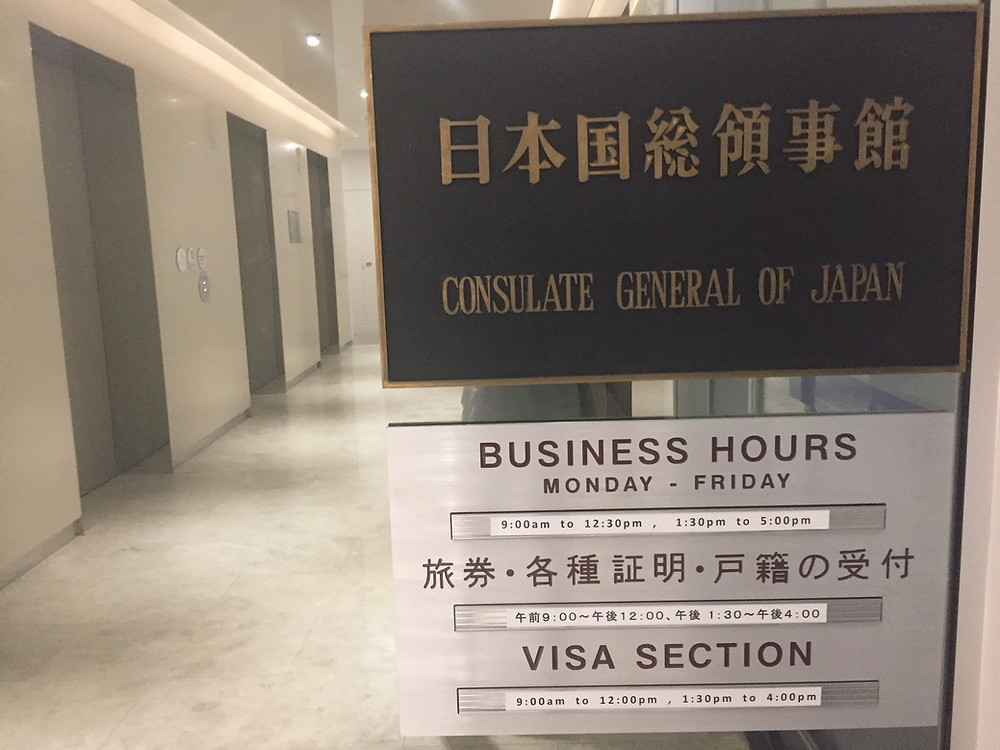 日本国総領事館
CONSULATE GENERAL OF JAPAN
BUSINESS HOURS
MONDAY - FRIDAY
9:00am to 12:30pm , 1:30pm to 5:00pm
旅券・各種証明・戸籍の受付
午前9:00～午後12:00、午後 1:30～午後4:00
VISA SECTION
9:00am to 12:00pm , 1:30pm to 4:00pm